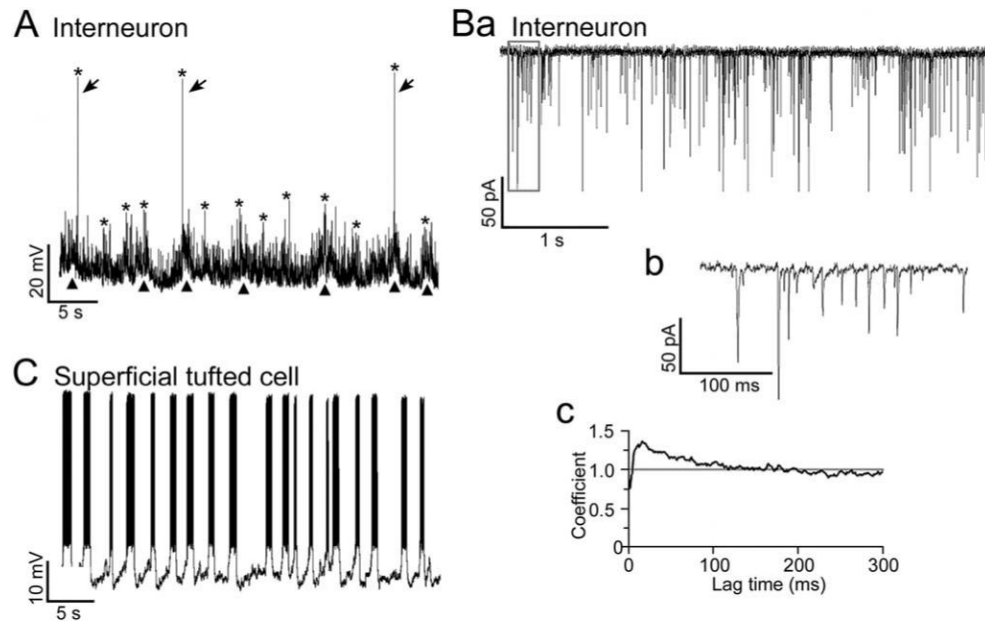 A Interneuron
* * *
* * * * * * * * * *
20 mV
5 s
Ba Interneuron
50 pA
1 s
b
50 pA
100 ms
C Superficial tufted cell
10 mV
5 s
c
1.5
1.0
0.5
0
Coefficient
0 100 200 300
Lag time (ms)